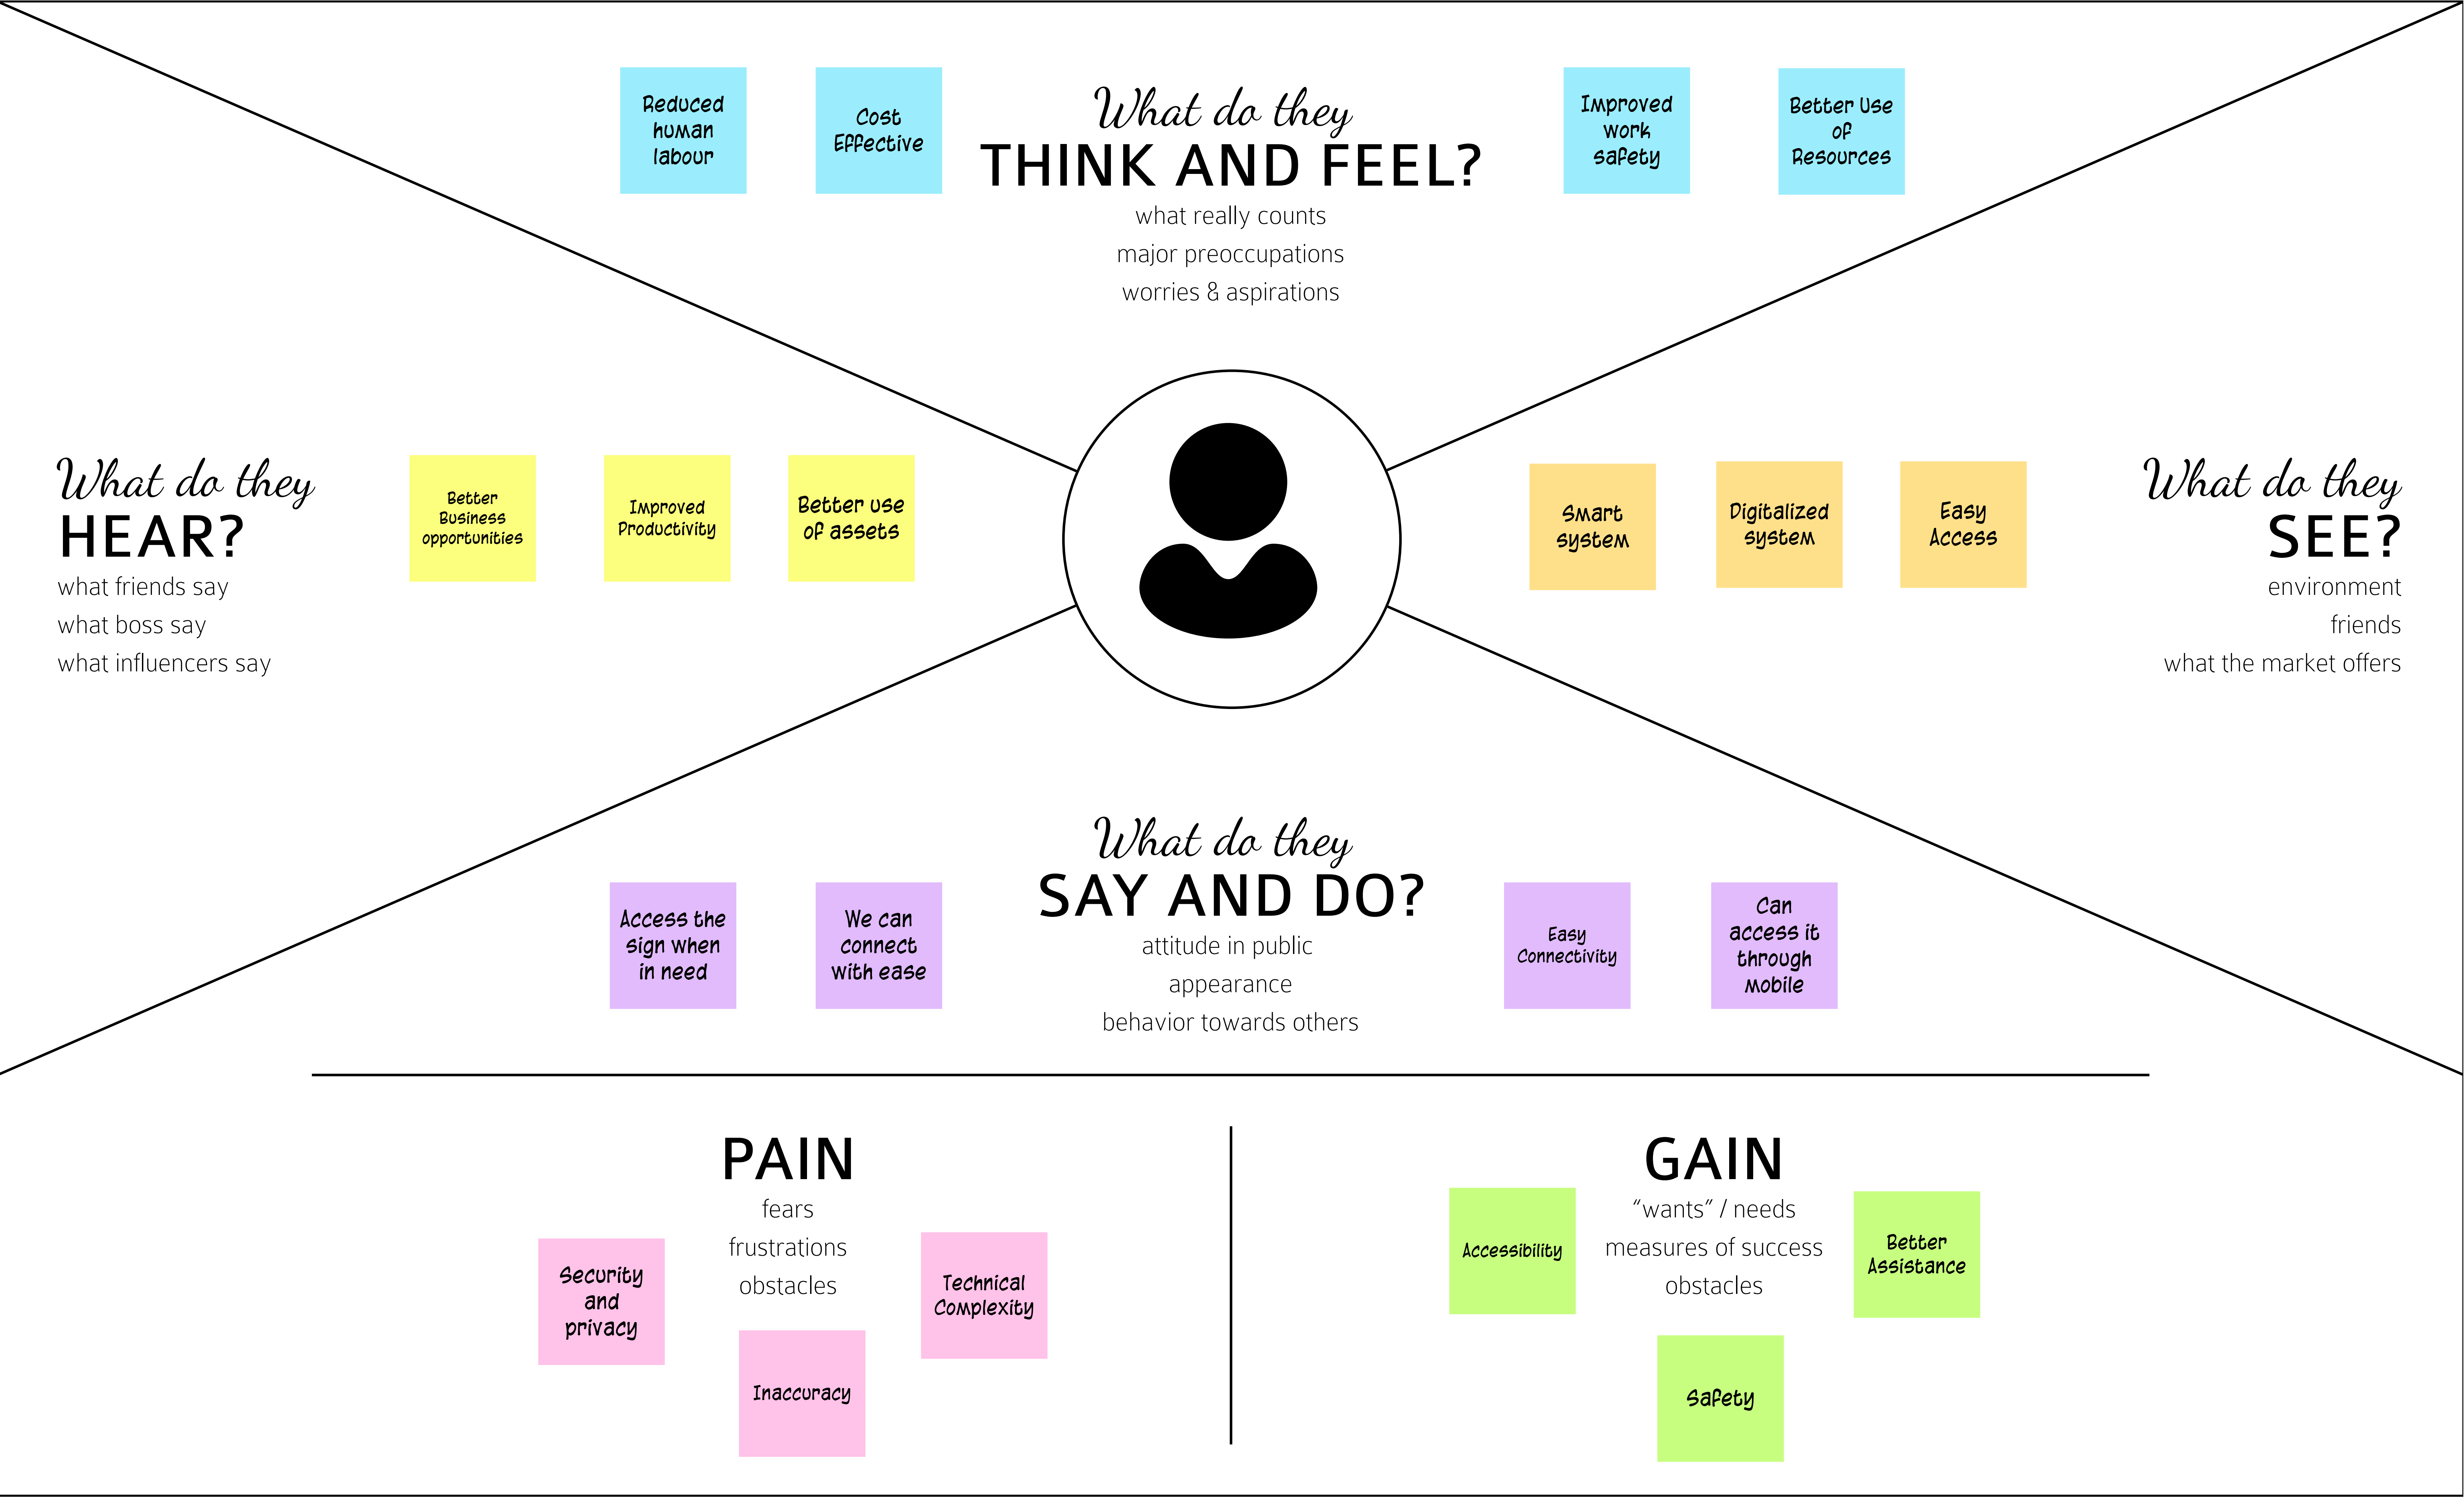 Reduced
human
labour
Cost
Effective
What do they
THINK AND FEEL?
what really counts
major preoccupations
worries & aspirations
Improved
work
safety
Better Use
of
Resources
What do they
HEAR?
what friends say
what boss say
what influencers say
Better
Business
opportunities
Improved
Productivity
Better use
of assets
Smart
system
Digitalized
system
Easy
Access
What do they
SEE?
environment
friends
what the market offers
Access the
sign when
in need
We can
connect
with ease
What do they
SAY AND DO?
attitude in public
appearance
behavior towards others
Easy
Connectivity
Can
access it
through
mobile
PAIN
fears
frustrations
obstacles
Security
and
privacy
Inaccuracy
Technical
Complexity
GAIN
“wants” / needs
measures of success
obstacles
Accessibility
Better
Assistance
Safety